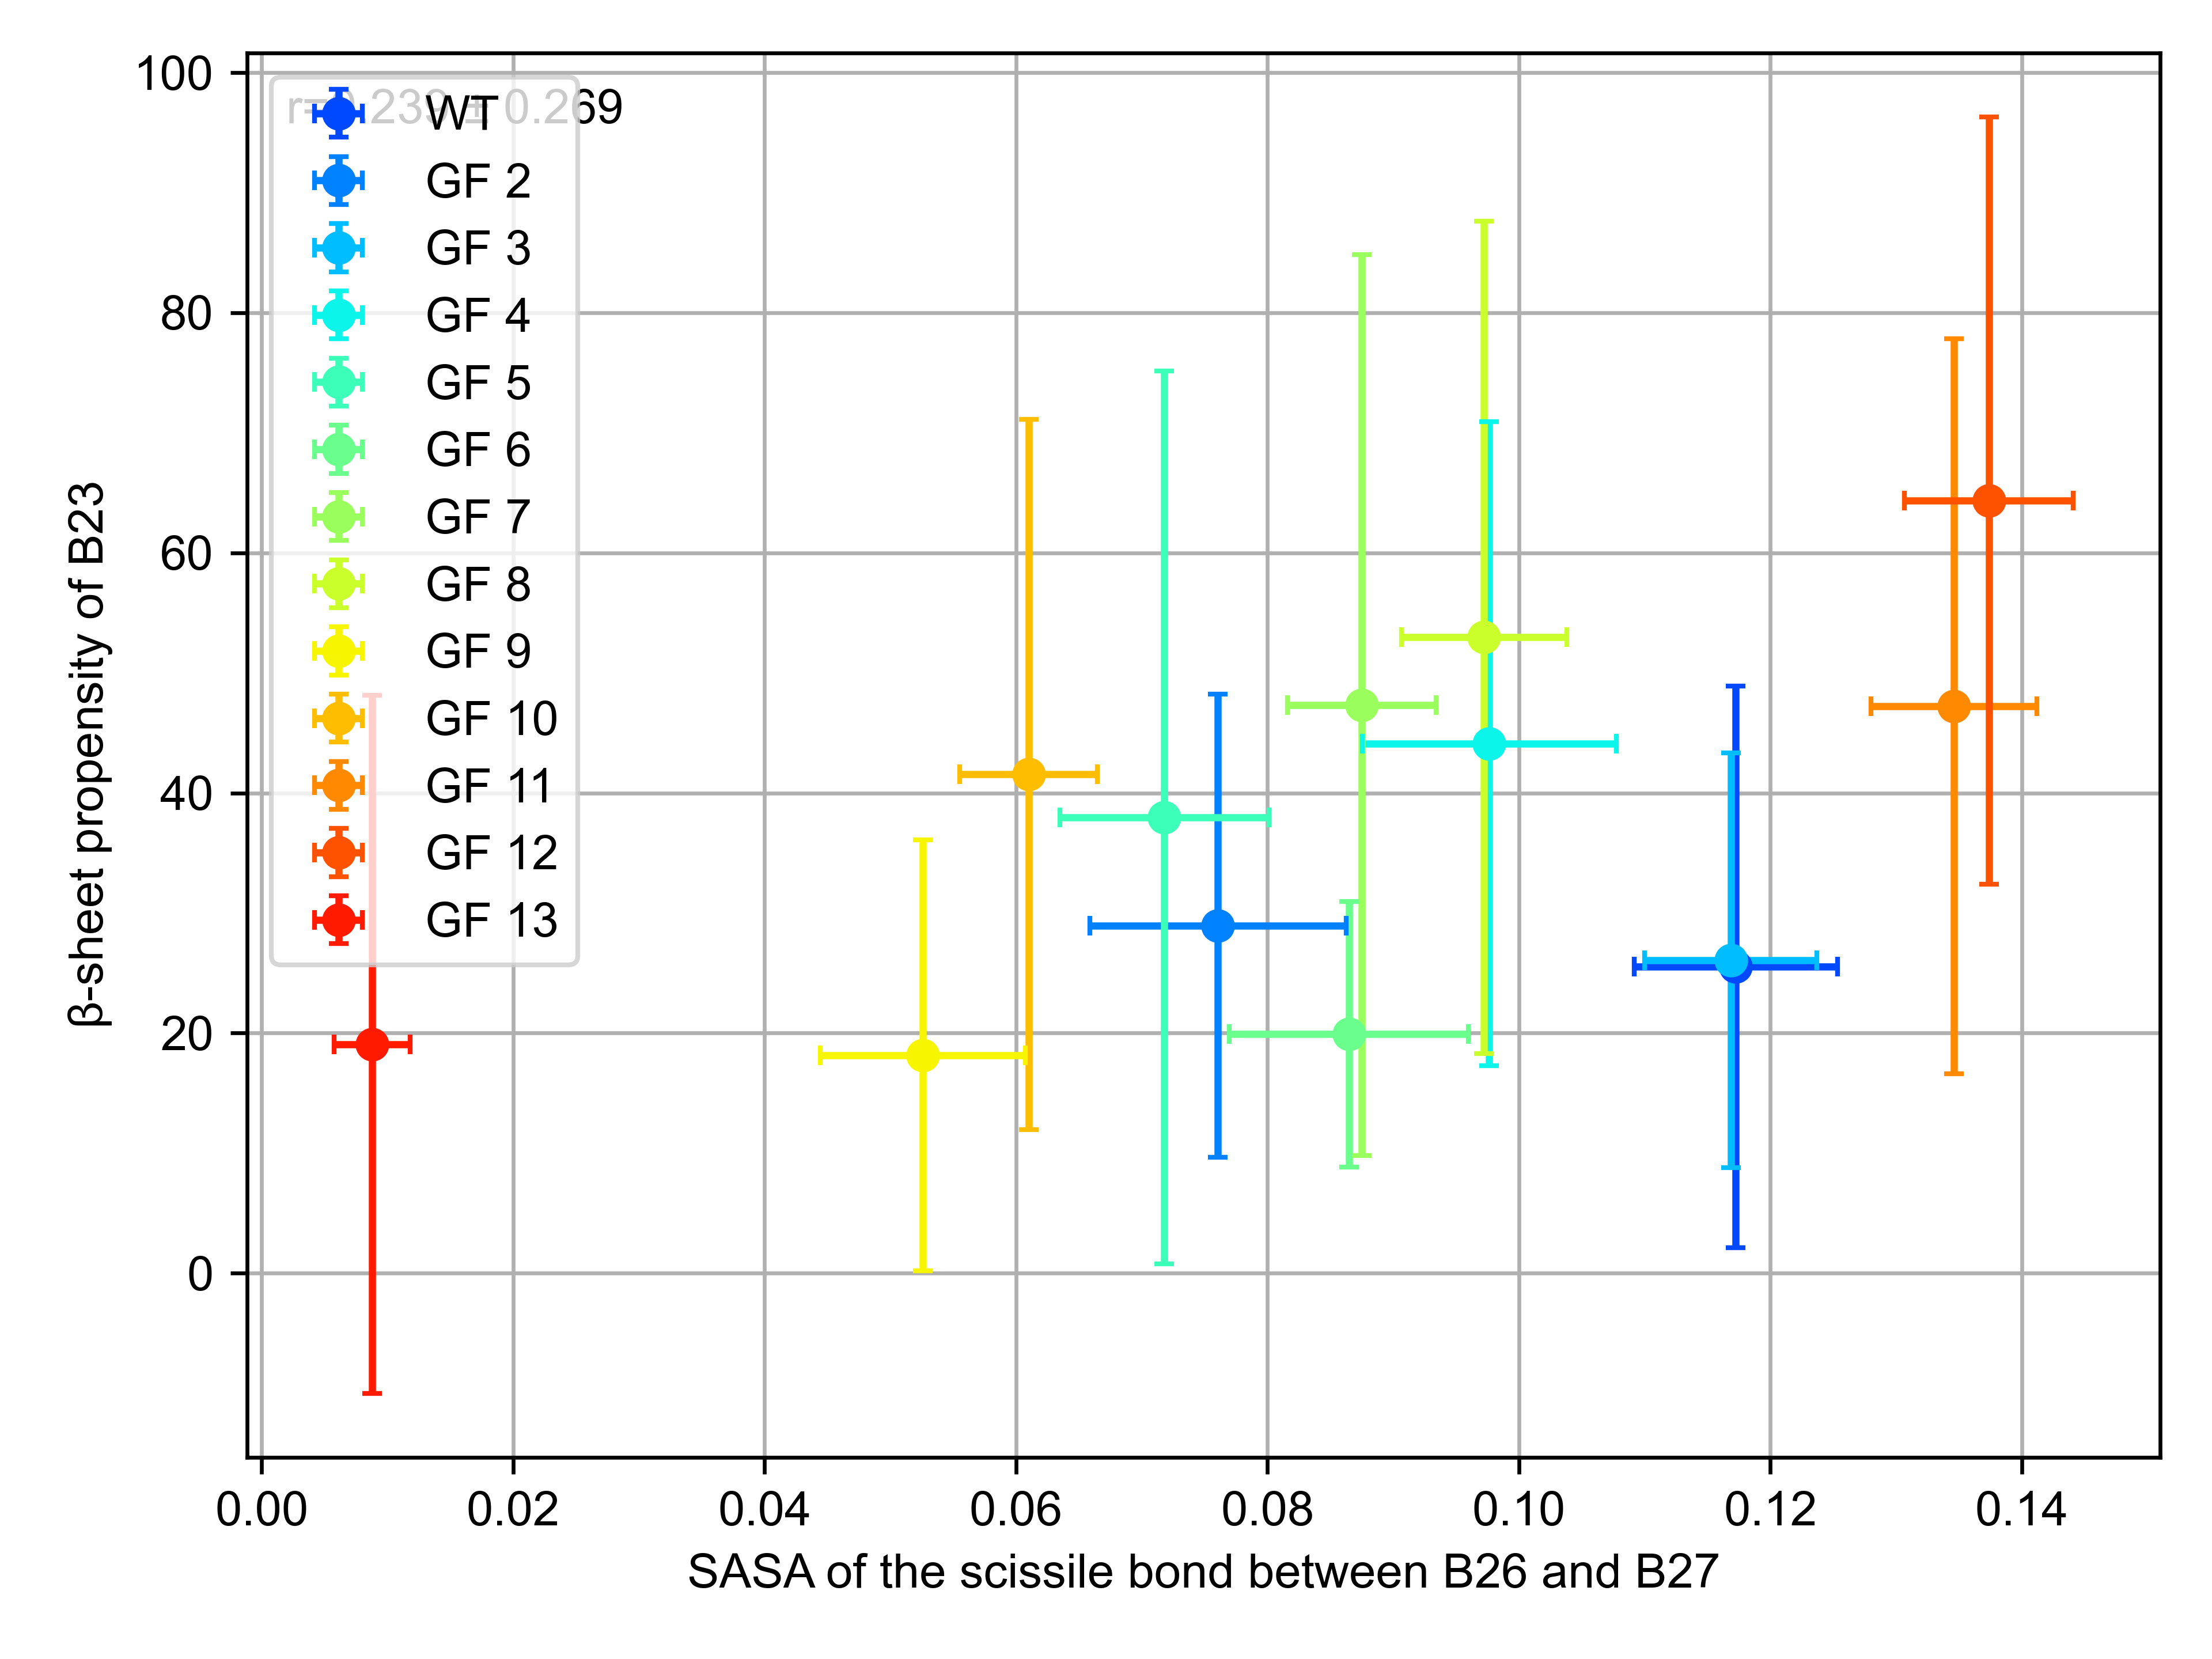 100
80
60
40
20
0
β-sheet propensity of B23
WT
GF 2
GF 3
GF 4
GF 5
GF 6
GF 7
GF 8
GF 9
GF 10
GF 11
GF 12
GF 13
0.00 0.02 0.04 0.06 0.08 0.10 0.12 0.14
SASA of the scissile bond between B26 and B27